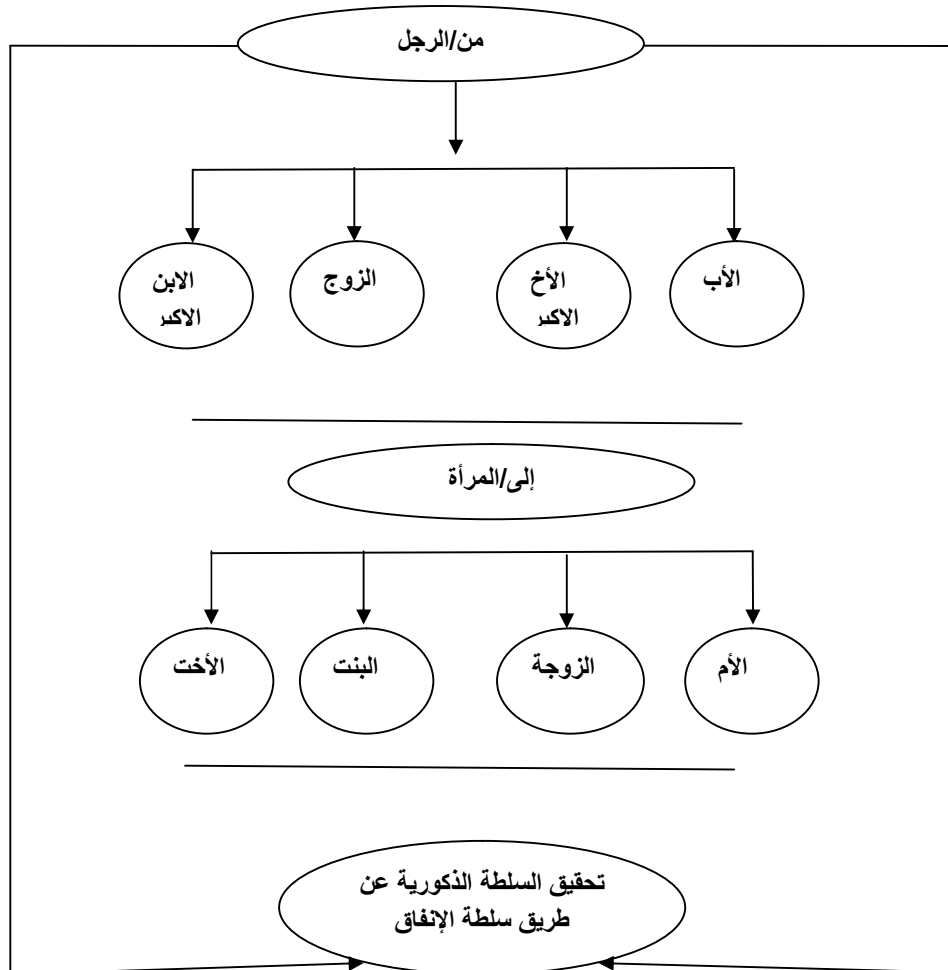 من/الرجل
الأب
الأخ
الاكبر
الزوج
الابن
الاكبر
إلى/المرأة
الأم
الزوجة
البنت
الأخت
تحقيق السلطة الذكورية عن
طريق سلطة الإنفاق